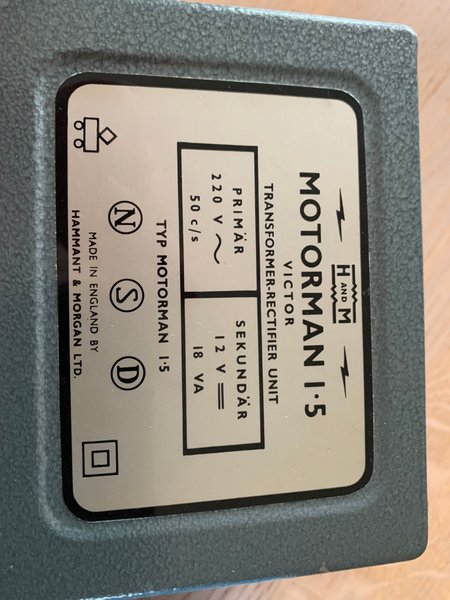 H AND M
MOTORMAN 1·5
VICTOR
TRANSFORMER-RECTIFIER UNIT
PRIMÄR SEKUNDÄR
220 V ~ 12 V
50 c/s 18 VA
TYP MOTORMAN 1·5
N S D
MADE IN ENGLAND BY
HAMMANT & MORGAN LTD.